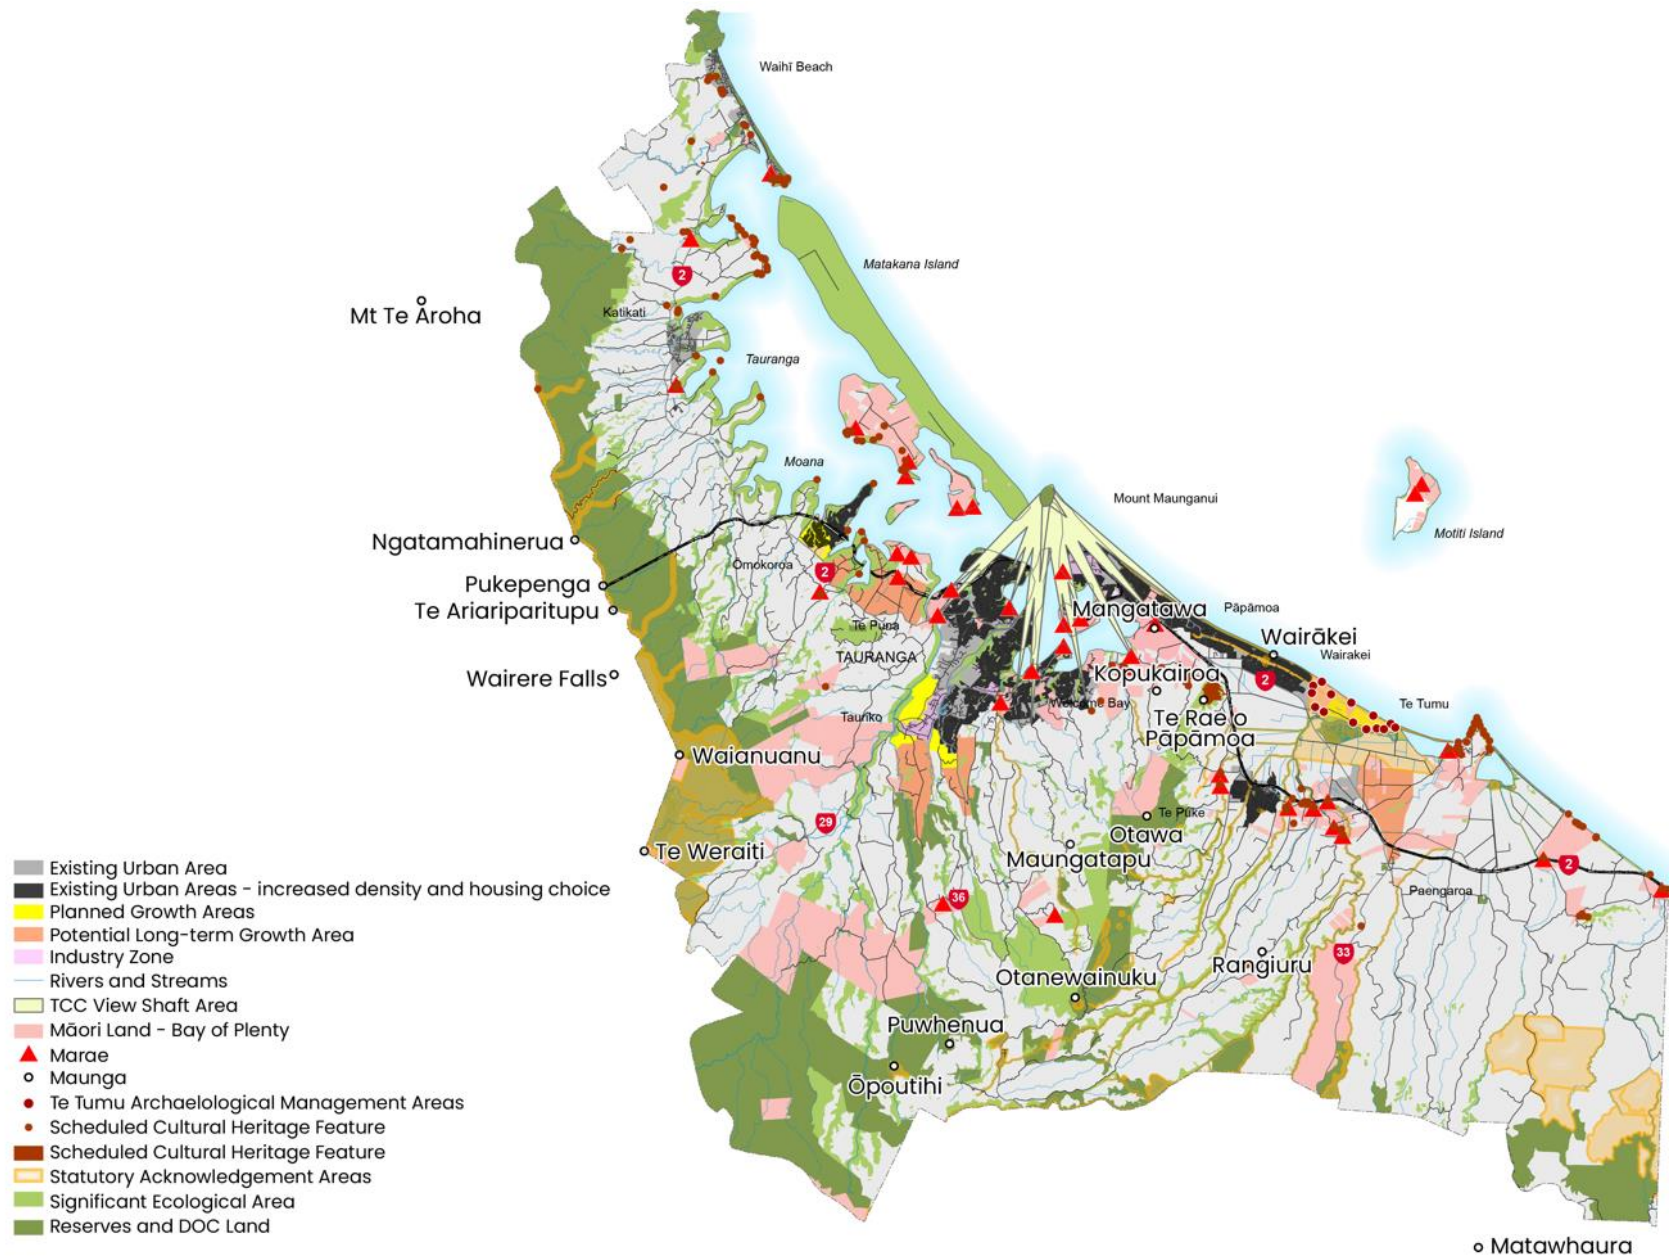 Waihī Beach
Matakana Island
2
Mt Te Aroha
Katikati
Tauranga
Moana
Mount Maunganui
Motiti Island
Ngatamahinerua
Omokoroa
2
Pukepenga
Te Ariariparitupu
Pāpāmoa
Mangatawa
Te Puna
Wairākei
Wairakei
TAURANGA
Wairere Falls
Kopukairoa
2
Welcome Bay
Te Tumu
Tauriko
Te Rae o
Pāpāmoa
Waianuanu
29
Te Puke
Otawa
Te Weraiti
Maungatapu
2
Paengaroa
36
33
Rangiuru
Otanewainuku
Puwhenua
Ōpoutihi
Matawhaura
Existing Urban Area
Existing Urban Areas - increased density and housing choice
Planned Growth Areas
Potential Long-term Growth Area
Industry Zone
Rivers and Streams
TCC View Shaft Area
Māori Land - Bay of Plenty
Marae
Maunga
Te Tumu Archaelological Management Areas
Scheduled Cultural Heritage Feature
Scheduled Cultural Heritage Feature
Statutory Acknowledgement Areas
Significant Ecological Area
Reserves and DOC Land